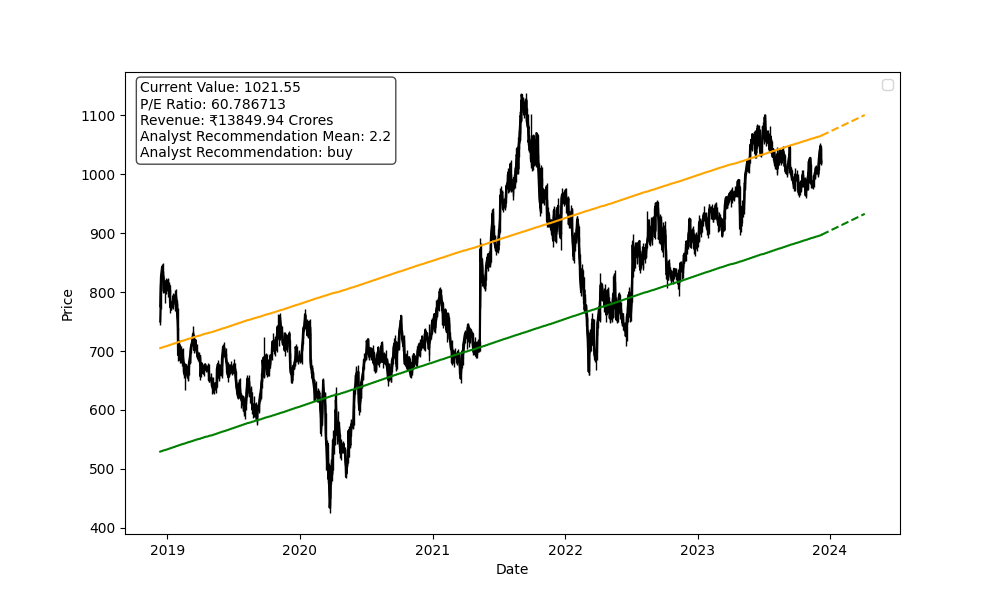 Current Value: 1021.55
P/E Ratio: 60.786713
Revenue: ₹13849.94 Crores
Analyst Recommendation Mean: 2.2
Analyst Recommendation: buy
1100
1000
900
800
700
600
500
400
Price
2019 2020 2021 2022 2023 2024
Date